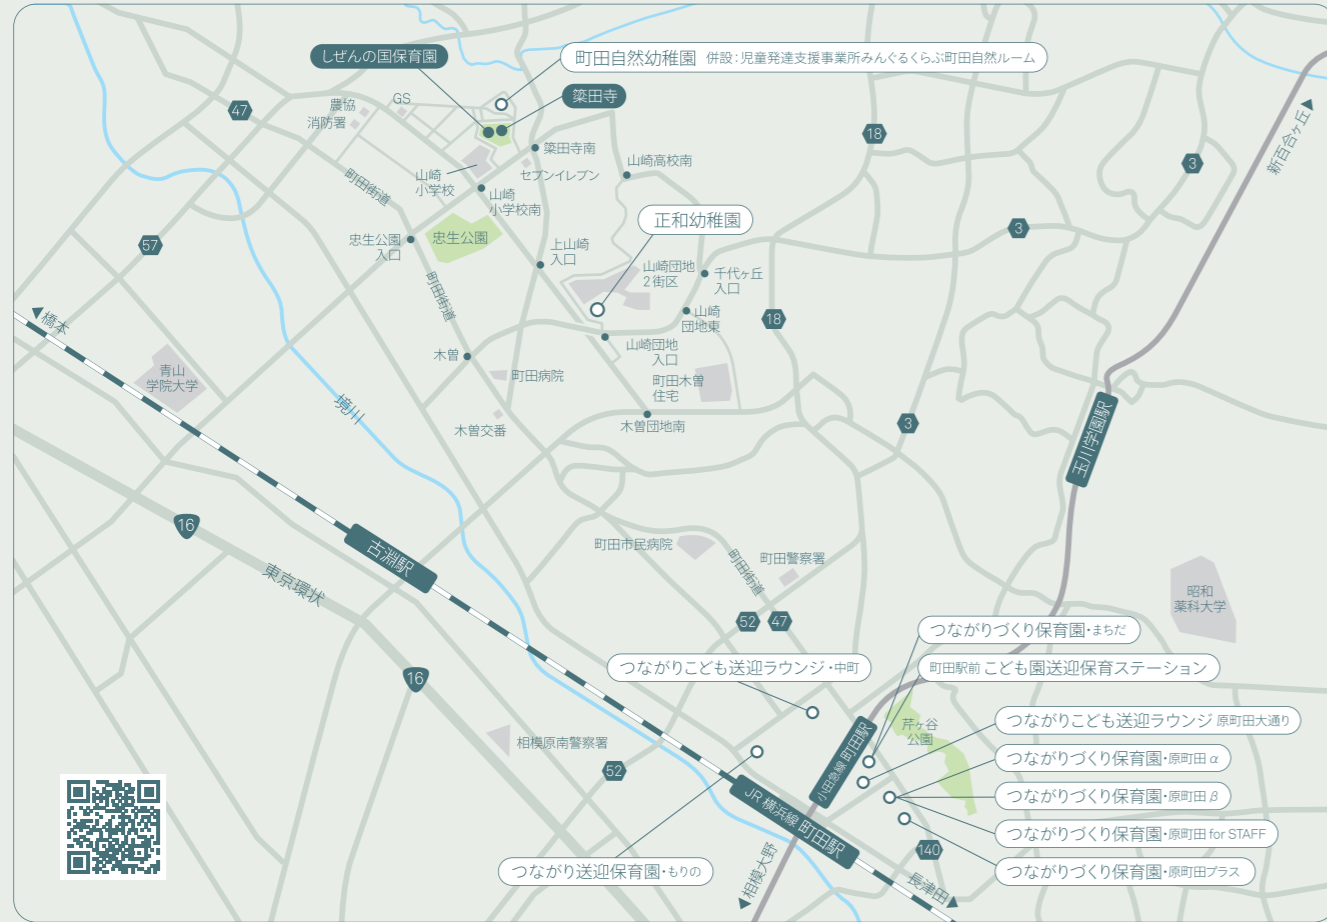 しぜんの国保育園
町田自然幼稚園 併設：児童発達支援事業所みんぐるくらぶ町田自然ルーム
簗田寺
農協
GS
消防署
47
18
3
新百合ヶ丘
簗田寺南
セブンイレブン
山崎高校南
山崎
小学校
山崎
小学校南
町田街道
正和幼稚園
3
57
忠生公園
入口
忠生公園
上山崎
入口
山崎団地
2街区
千代ヶ丘
入口
町田街道
山崎
団地東
18
橋本
木曽
山崎団地
入口
青山
学院大学
町田病院
町田木曽
住宅
境川
木曽交番
木曽団地南
3
玉川学園駅
16
古淵駅
東京環状
町田市民病院
町田街道
町田警察署
昭和
薬科大学
52
47
つながりづくり保育園・まちだ
つながりこども送迎ラウンジ・中町
町田駅前 こども園送迎保育ステーション
16
芹ヶ谷
公園
つながりこども送迎ラウンジ 原町田大通り
相模原南警察署
小田急線 町田駅
つながりづくり保育園・原町田 α
52
つながりづくり保育園・原町田 β
JR 横浜線 町田駅
つながりづくり保育園・原町田 for STAFF
140
つながり送迎保育園・もりの
つながりづくり保育園・原町田プラス
相模大野
長津田